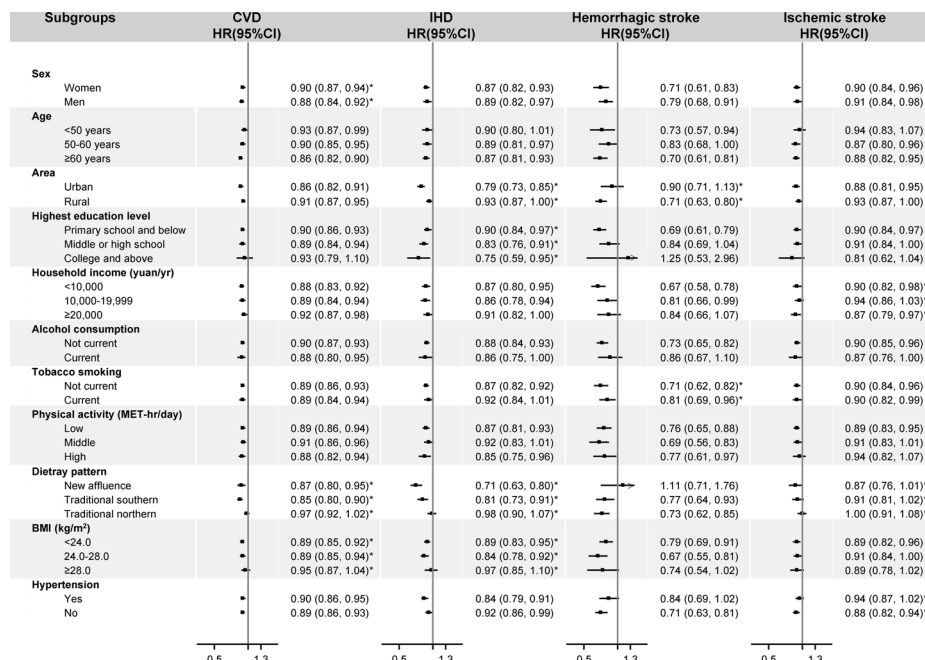 Subgroups CVD IHD Hemorrhagic stroke Ischemic stroke
HR(95%CI) HR(95%CI) HR(95%CI) HR(95%CI)
Sex
Women 0.90 (0.87, 0.94)* 0.87 (0.82, 0.93) 0.71 (0.61, 0.83) 0.90 (0.84, 0.96)
Men 0.88 (0.84, 0.92)* 0.89 (0.82, 0.97) 0.79 (0.68, 0.91) 0.91 (0.84, 0.98)
Age
<50 years 0.93 (0.87, 0.99) 0.90 (0.80, 1.01) 0.73 (0.57, 0.94) 0.94 (0.83, 1.07)
50-60 years 0.90 (0.85, 0.95) 0.89 (0.81, 0.97) 0.83 (0.68, 1.00) 0.87 (0.80, 0.96)
≥60 years 0.86 (0.82, 0.90) 0.87 (0.81, 0.93) 0.70 (0.61, 0.81) 0.88 (0.82, 0.95)
Area
Urban 0.86 (0.82, 0.91) 0.79 (0.73, 0.85)* 0.90 (0.71, 1.13)* 0.88 (0.81, 0.95)
Rural 0.91 (0.87, 0.95) 0.93 (0.87, 1.00)* 0.71 (0.63, 0.80)* 0.93 (0.87, 1.00)
Highest education level
Primary school and below 0.90 (0.86, 0.93) 0.90 (0.84, 0.97)* 0.69 (0.61, 0.79) 0.90 (0.84, 0.97)
Middle or high school 0.89 (0.84, 0.94) 0.83 (0.76, 0.91)* 0.84 (0.69, 1.04) 0.91 (0.84, 1.00)
College and above 0.93 (0.79, 1.10) 0.75 (0.59, 0.95)* 1.25 (0.53, 2.96) 0.81 (0.62, 1.04)
Household income (yuan/yr)
<10,000 0.88 (0.83, 0.92) 0.87 (0.80, 0.95) 0.67 (0.58, 0.78) 0.90 (0.82, 0.98)*
10,000-19,999 0.89 (0.84, 0.94) 0.86 (0.78, 0.94) 0.81 (0.66, 0.99) 0.94 (0.86, 1.03)*
≥20,000 0.92 (0.87, 0.98) 0.91 (0.82, 1.00) 0.84 (0.66, 1.07) 0.87 (0.79, 0.97)*
Alcohol consumption
Not current 0.90 (0.87, 0.93) 0.88 (0.84, 0.93) 0.73 (0.65, 0.82) 0.90 (0.85, 0.96)
Current 0.88 (0.80, 0.95) 0.86 (0.75, 1.00) 0.86 (0.67, 1.10) 0.87 (0.76, 1.00)
Tobacco smoking
Not current 0.89 (0.86, 0.93) 0.87 (0.82, 0.92) 0.71 (0.62, 0.82)* 0.90 (0.84, 0.96)
Current 0.89 (0.84, 0.94) 0.92 (0.84, 1.01) 0.81 (0.69, 0.96)* 0.90 (0.82, 0.99)
Physical activity (MET-hr/day)
Low 0.89 (0.86, 0.94) 0.87 (0.81, 0.93) 0.76 (0.65, 0.88) 0.89 (0.83, 0.95)
Middle 0.91 (0.86, 0.96) 0.92 (0.83, 1.01) 0.69 (0.56, 0.83) 0.91 (0.83, 1.01)
High 0.88 (0.82, 0.94) 0.85 (0.75, 0.96) 0.77 (0.61, 0.97) 0.94 (0.82, 1.07)
Dietray pattern
New affluence 0.87 (0.80, 0.95)* 0.71 (0.63, 0.80)* 1.11 (0.71, 1.76) 0.87 (0.76, 1.01)*
Traditional southern 0.85 (0.80, 0.90)* 0.81 (0.73, 0.91)* 0.77 (0.64, 0.93) 0.91 (0.81, 1.02)*
Traditional northern 0.97 (0.92, 1.02)* 0.98 (0.90, 1.07)* 0.73 (0.62, 0.85) 1.00 (0.91, 1.08)*
BMI (kg/m²)
<24.0 0.89 (0.85, 0.92)* 0.89 (0.83, 0.95)* 0.79 (0.69, 0.91) 0.89 (0.82, 0.96)
24.0-28.0 0.89 (0.85, 0.94)* 0.84 (0.78, 0.92)* 0.67 (0.55, 0.81) 0.91 (0.84, 1.00)
≥28.0 0.95 (0.87, 1.04)* 0.97 (0.85, 1.10)* 0.74 (0.54, 1.02) 0.89 (0.78, 1.02)
Hypertension
Yes 0.90 (0.86, 0.95) 0.84 (0.79, 0.91) 0.84 (0.69, 1.02) 0.94 (0.87, 1.02)*
No 0.89 (0.86, 0.93) 0.92 (0.86, 0.99) 0.71 (0.63, 0.81) 0.88 (0.82, 0.94)*
0.5 1.3 0.5 1.3 0.5 1.3 0.5 1.3